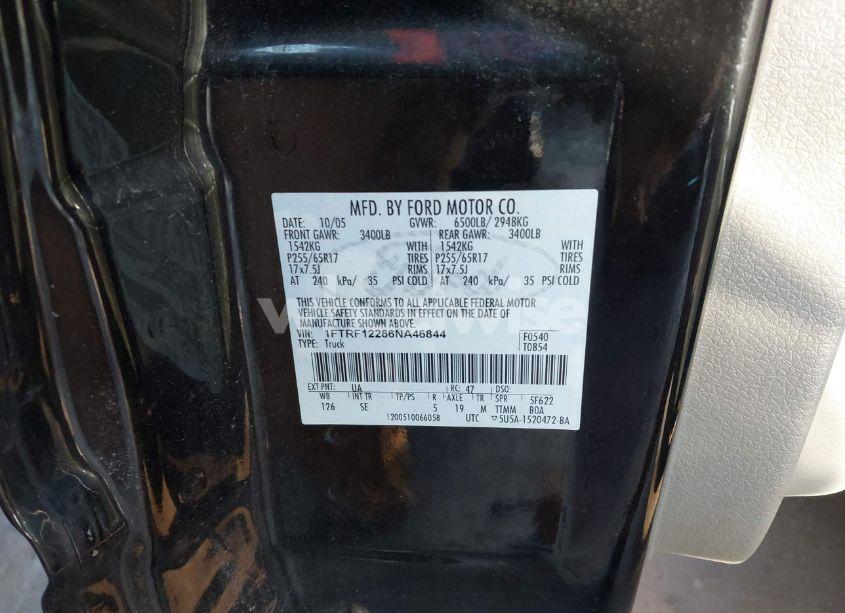 MFD. BY FORD MOTOR CO.
DATE: 10/05 GVWR: 6500LB/ 2948KG
FRONT GAWR: 3400LB REAR GAWR: 3400LB
1542KG WITH 1542KG WITH
P255/65R17 TIRES P255/65R17 TIRES
17x7.5J RIMS 17x7.5J RIMS
AT 240 kPa/ 35 PSI COLD AT 240 kPa/ 35 PSI COLD
THIS VEHICLE CONFORMS TO ALL APPLICABLE FEDERAL MOTOR
VEHICLE SAFETY STANDARDS IN EFFECT ON THE DATE OF
MANUFACTURE SHOWN ABOVE.
VIN: 1FTRF12286NA46844 F0540
TYPE: Truck T0B54
EXT PNT: UA RC: 47 DSO:
WB INT TR TP/PS R AXLE TR SPR 5F622
126 SE 5 19 M TTMM BOA
1200510066058 UTC ▽5U5A-1520472-BA